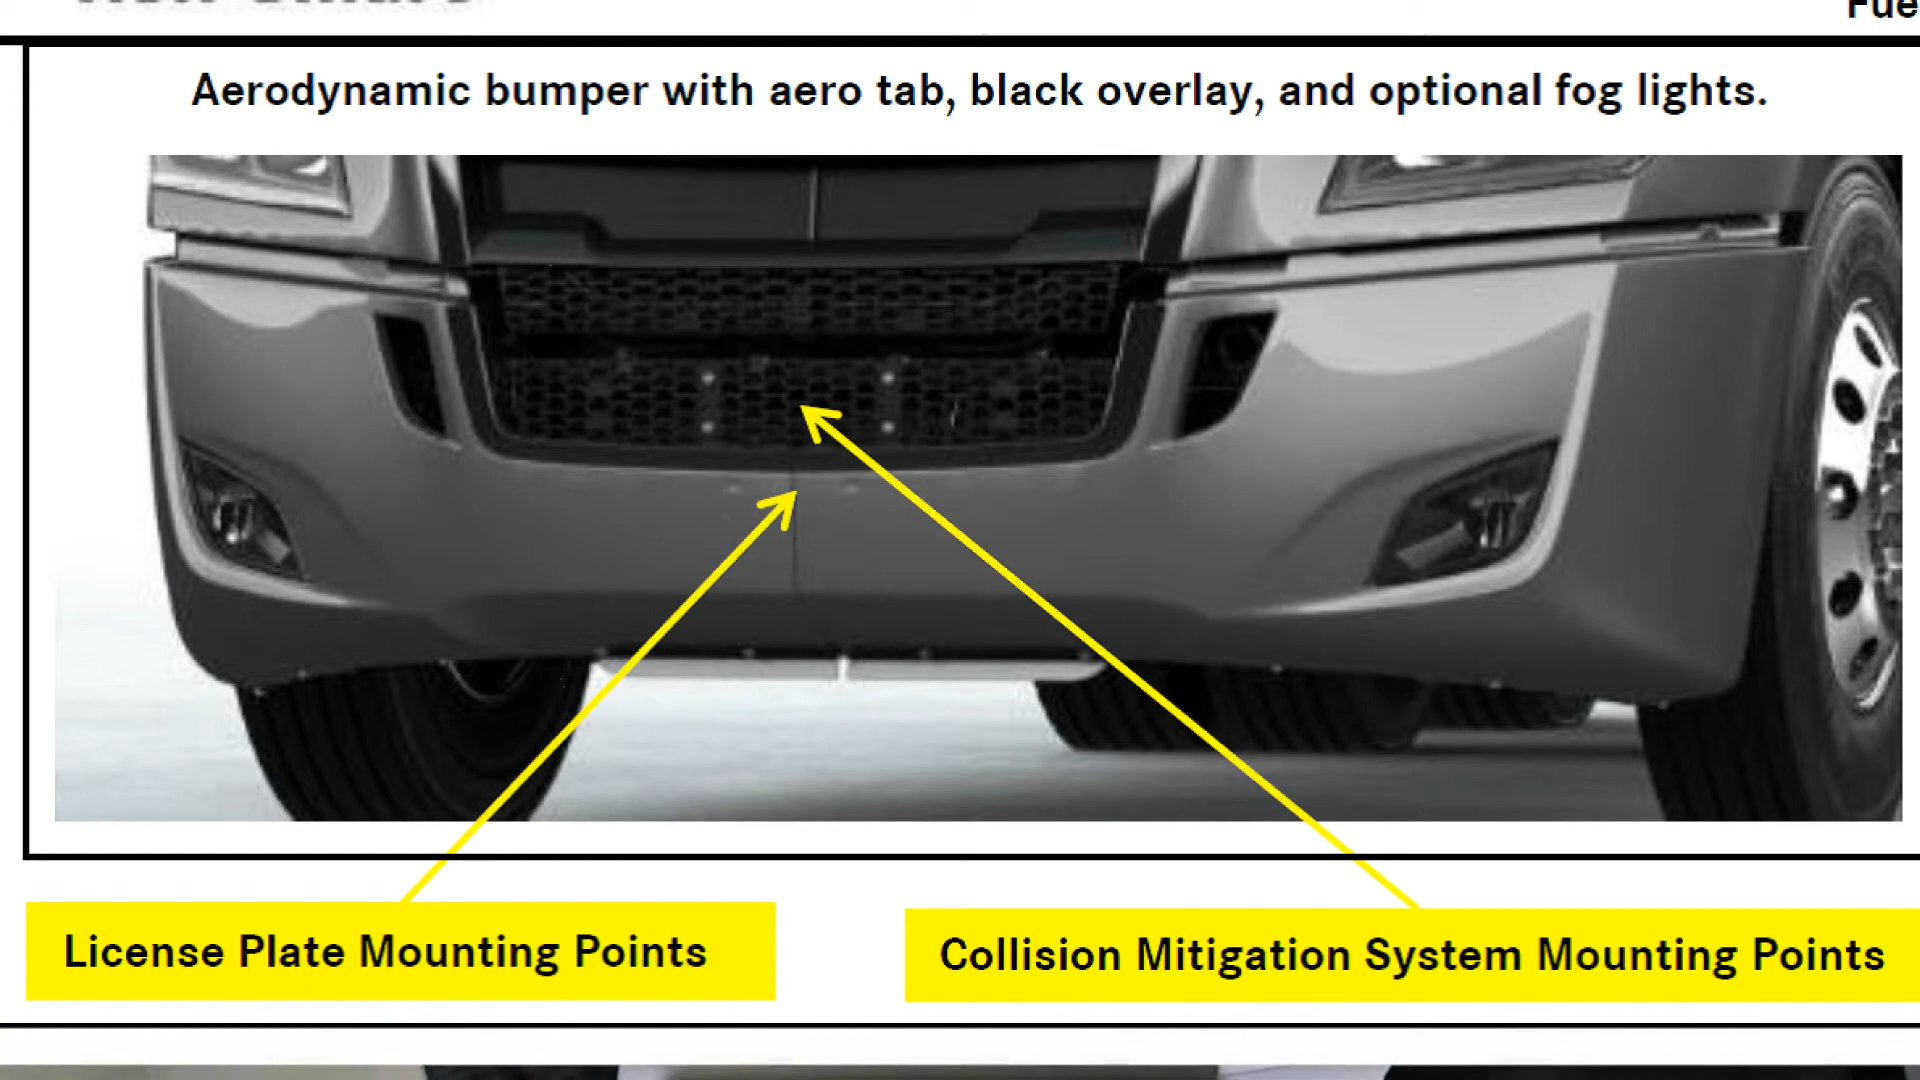 Fue
Aerodynamic bumper with aero tab, black overlay, and optional fog lights.
License Plate Mounting Points
Collision Mitigation System Mounting Points